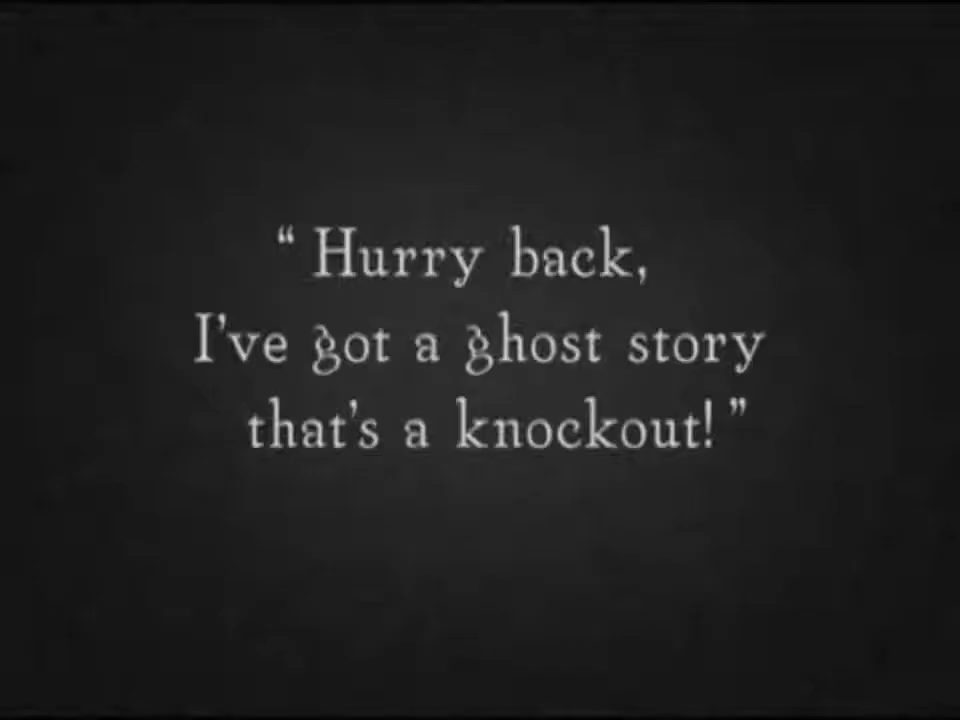 “ Hurry back,
I’ve got a ghost story
that’s a knockout! ”